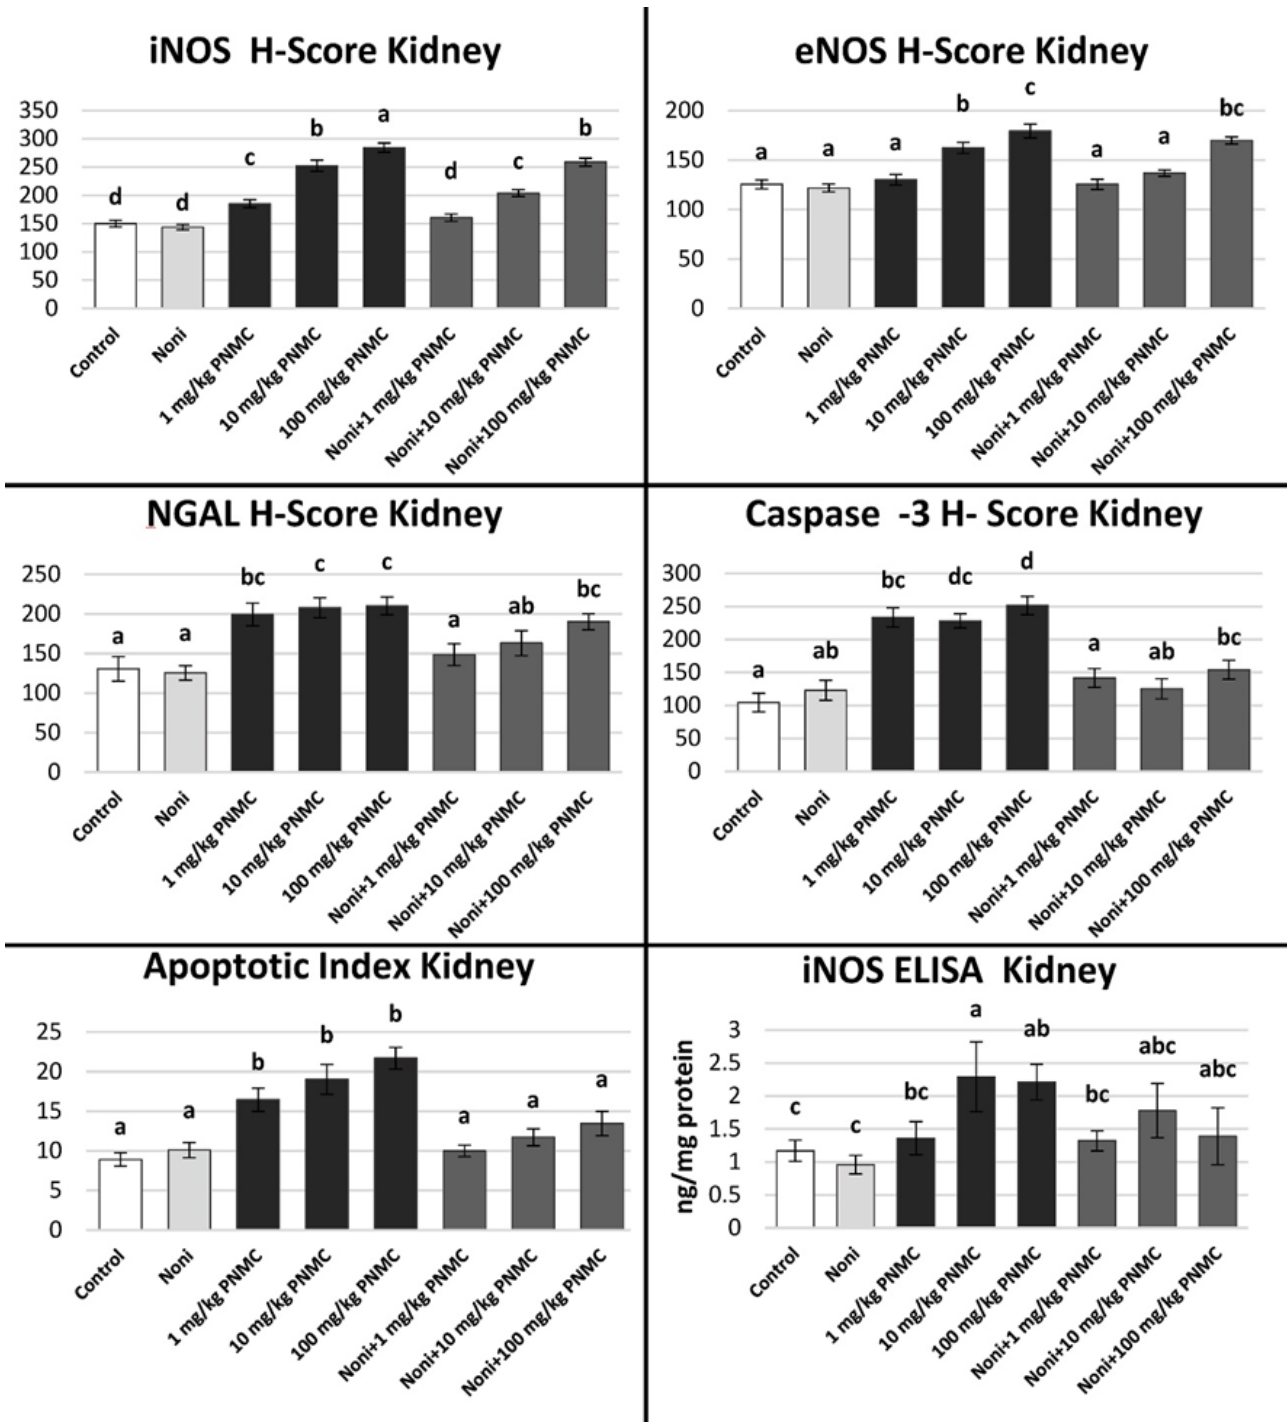 iNOS H-Score Kidney
350
300
250
200
150
100
50
0
d
d
c
b
a
d
c
b
Control
Noni
1 mg/kg PNMC
10 mg/kg PNMC
100 mg/kg PNMC
Noni+1 mg/kg PNMC
Noni+10 mg/kg PNMC
Noni+100 mg/kg PNMC
eNOS H-Score Kidney
200
150
100
50
0
a
a
a
b
c
a
a
bc
Control
Noni
1 mg/kg PNMC
10 mg/kg PNMC
100 mg/kg PNMC
Noni+1 mg/kg PNMC
Noni+10 mg/kg PNMC
Noni+100 mg/kg PNMC
NGAL H-Score Kidney
250
200
150
100
50
0
a
a
bc
c
c
a
ab
bc
Control
Noni
1 mg/kg PNMC
10 mg/kg PNMC
100 mg/kg PNMC
Noni+1 mg/kg PNMC
Noni+10 mg/kg PNMC
Noni+100 mg/kg PNMC
Caspase -3 H- Score Kidney
300
250
200
150
100
50
0
a
ab
bc
dc
d
a
ab
bc
Control
Noni
1 mg/kg PNMC
10 mg/kg PNMC
100 mg/kg PNMC
Noni+1 mg/kg PNMC
Noni+10 mg/kg PNMC
Noni+100 mg/kg PNMC
Apoptotic Index Kidney
25
20
15
10
5
0
a
a
b
b
b
a
a
a
Control
Noni
1 mg/kg PNMC
10 mg/kg PNMC
100 mg/kg PNMC
Noni+1 mg/kg PNMC
Noni+10 mg/kg PNMC
Noni+100 mg/kg PNMC
iNOS ELISA Kidney
ng/mg protein
3
2.5
2
1.5
1
0.5
0
c
c
bc
a
ab
bc
abc
abc
Control
Noni
1 mg/kg PNMC
10 mg/kg PNMC
100 mg/kg PNMC
Noni+1 mg/kg PNMC
Noni+10 mg/kg PNMC
Noni+100 mg/kg PNMC